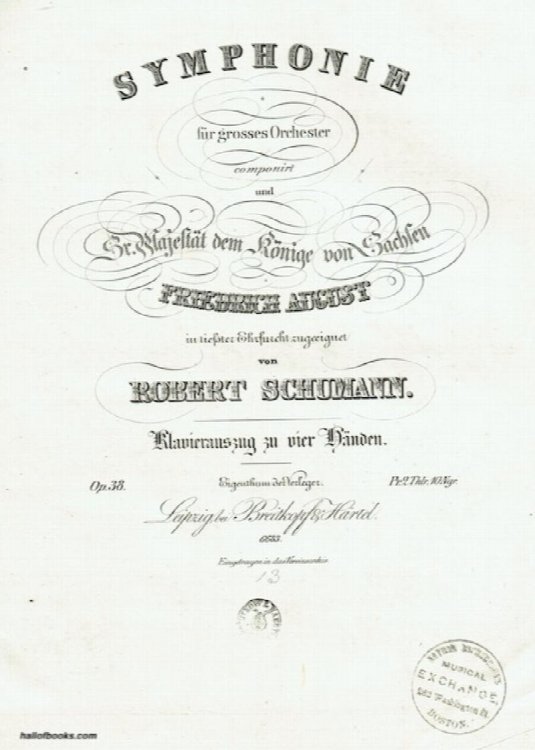 SYMPHONIE
für grosses Orchester
componirt
und
Sr. Majestät dem Könige von Sachsen
FRIEDRICH AUGUST
in tiefster Ehrfurcht zugeeignet
von
ROBERT SCHUMANN.
Klavierauszug zu vier Händen.
Op. 38.
Eigenthum der Verleger.
Pr. 2 Thlr. 10 Ngr.
Leipzig bei Breitkopf & Härtel.
Eingetragen in das Vereinsarchiv
13
MUSICAL
EXCHANGE
Washington St.
BOSTON.
hallofbooks.com